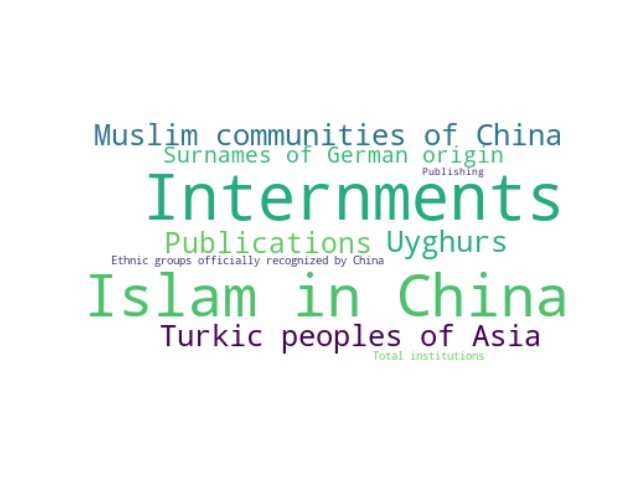 Muslim communities of China
Surnames of German origin
Publishing
Internments
Publications
Uyghurs
Ethnic groups officially recognized by China
Islam in China
Turkic peoples of Asia
Total institutions